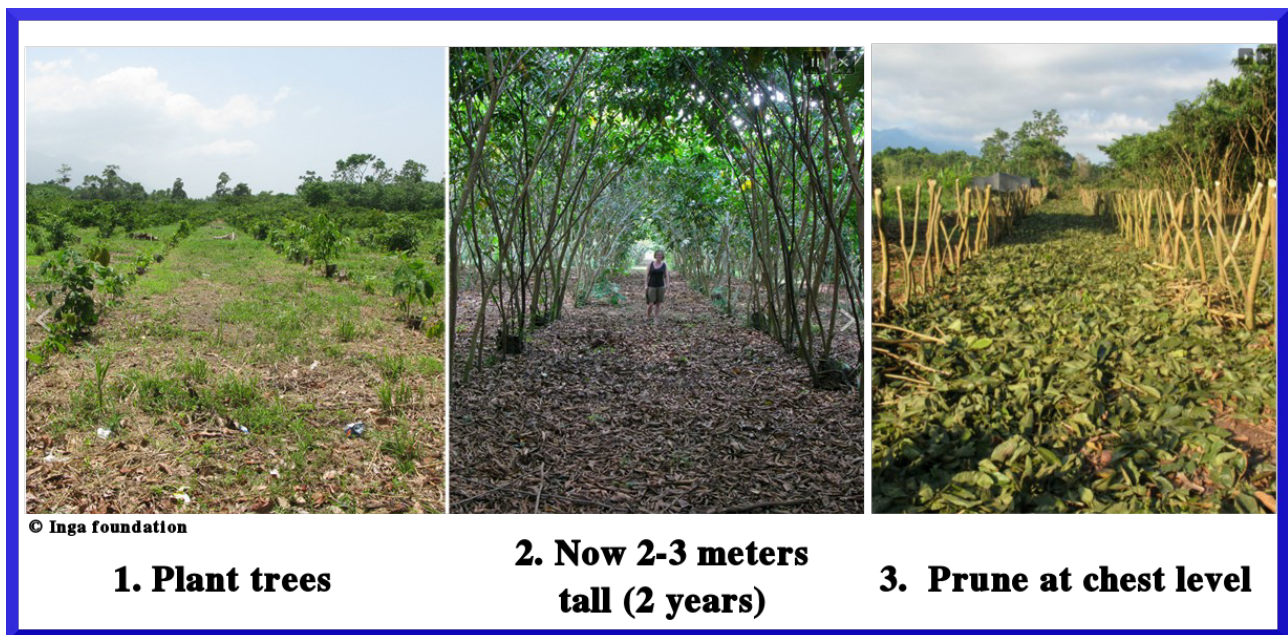 © Inga foundation
1. Plant trees
2. Now 2-3 meters
tall (2 years)
3. Prune at chest level